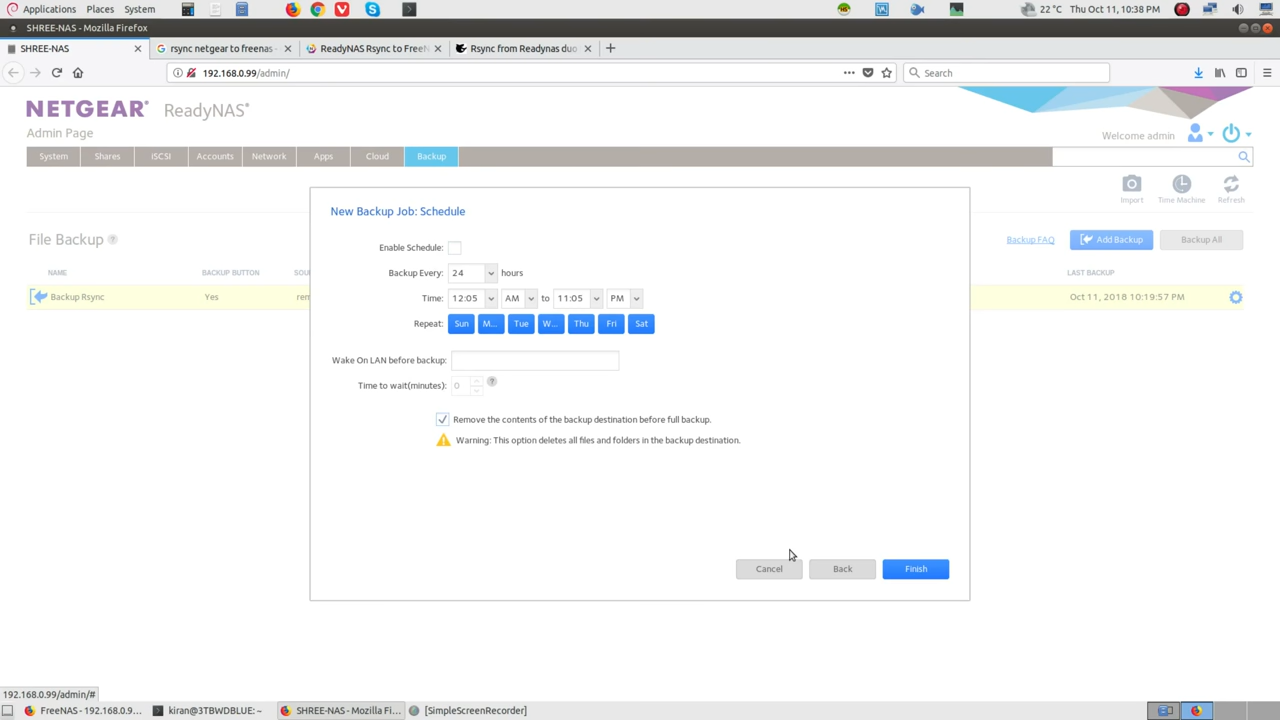 Applications Places System 22 °C Thu Oct 11, 10:38 PM
SHREE-NAS - Mozilla Firefox
SHREE-NAS rsync netgear to freenas - ReadyNAS Rsync to FreeN Rsync from Readynas duo
192.168.0.99/admin/ Search
NETGEAR® ReadyNAS®
Admin Page Welcome admin
System Shares iSCSI Accounts Network Apps Cloud Backup
Import Time Machine Refresh
File Backup Backup FAQ Add Backup Backup All
NAME BACKUP BUTTON SOU LAST BACKUP
Backup Rsync Yes rem Oct 11, 2018 10:19:57 PM
New Backup Job: Schedule
Enable Schedule:
Backup Every: 24 hours
Time: 12:05 AM to 11:05 PM
Repeat: Sun M... Tue W... Thu Fri Sat
Wake On LAN before backup:
Time to wait(minutes): 0 ?
Remove the contents of the backup destination before full backup.
Warning: This option deletes all files and folders in the backup destination.
Cancel Back Finish
192.168.0.99/admin/#
FreeNAS - 192.168.0.9... kiran@3TBWDBLUE: ~ SHREE-NAS - Mozilla Fi... [SimpleScreenRecorder]